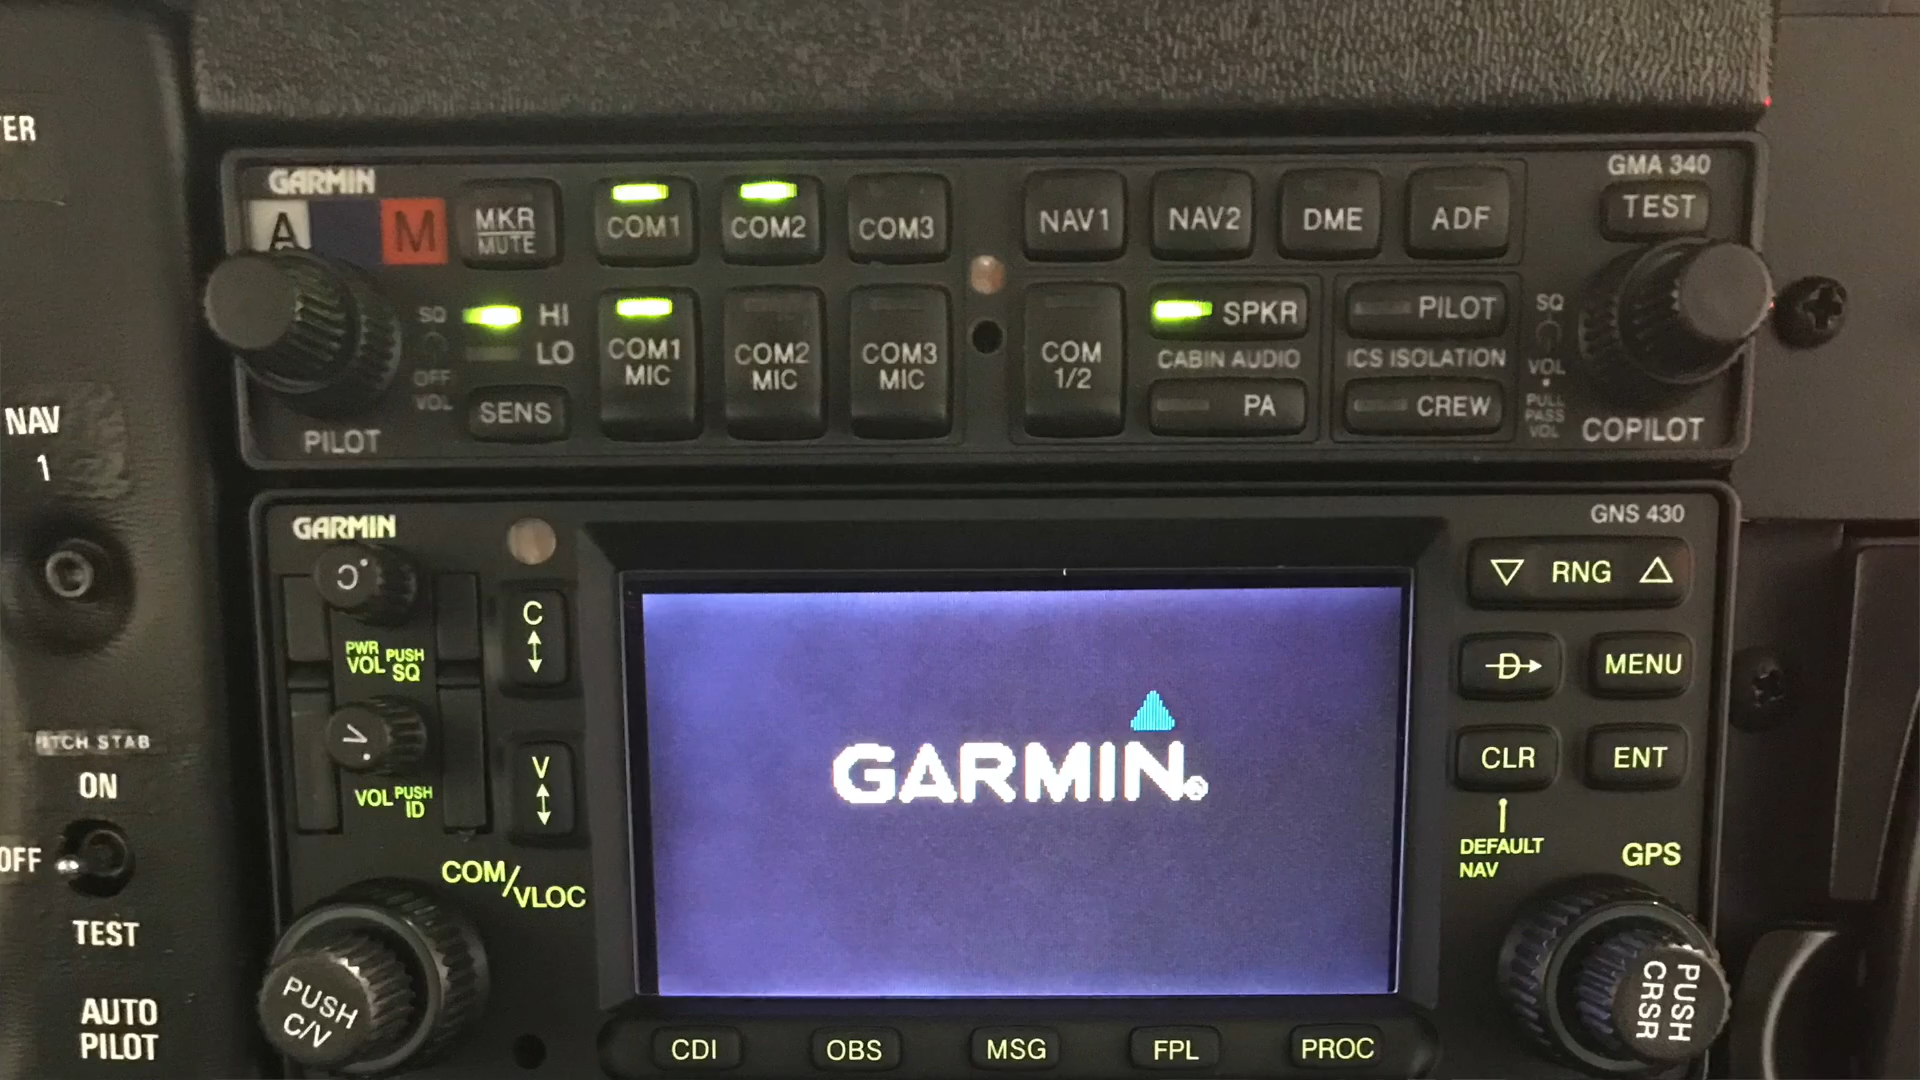 TER
NAV
1
ON
OFF
TEST
AUTO
PILOT
GARMIN
GMA 340
A
M
MKR
MUTE
COM1
COM2
COM3
NAV1
NAV2
DME
ADF
TEST
SQ
OFF
VOL
HI
LO
SENS
COM1
MIC
COM2
MIC
COM3
MIC
COM
1/2
SPKR
CABIN AUDIO
PA
PILOT
ICS ISOLATION
CREW
SQ
VOL
PULL
PASS
VOL
PILOT
COPILOT
GARMIN
GNS 430
C
PWR
VOL
PUSH
SQ
C
V
VOL
PUSH
ID
V
COM/VLOC
PUSH
C/V
GARMIN®
RNG
D
MENU
CLR
ENT
DEFAULT
NAV
GPS
PUSH
CRSR
CDI
OBS
MSG
FPL
PROC